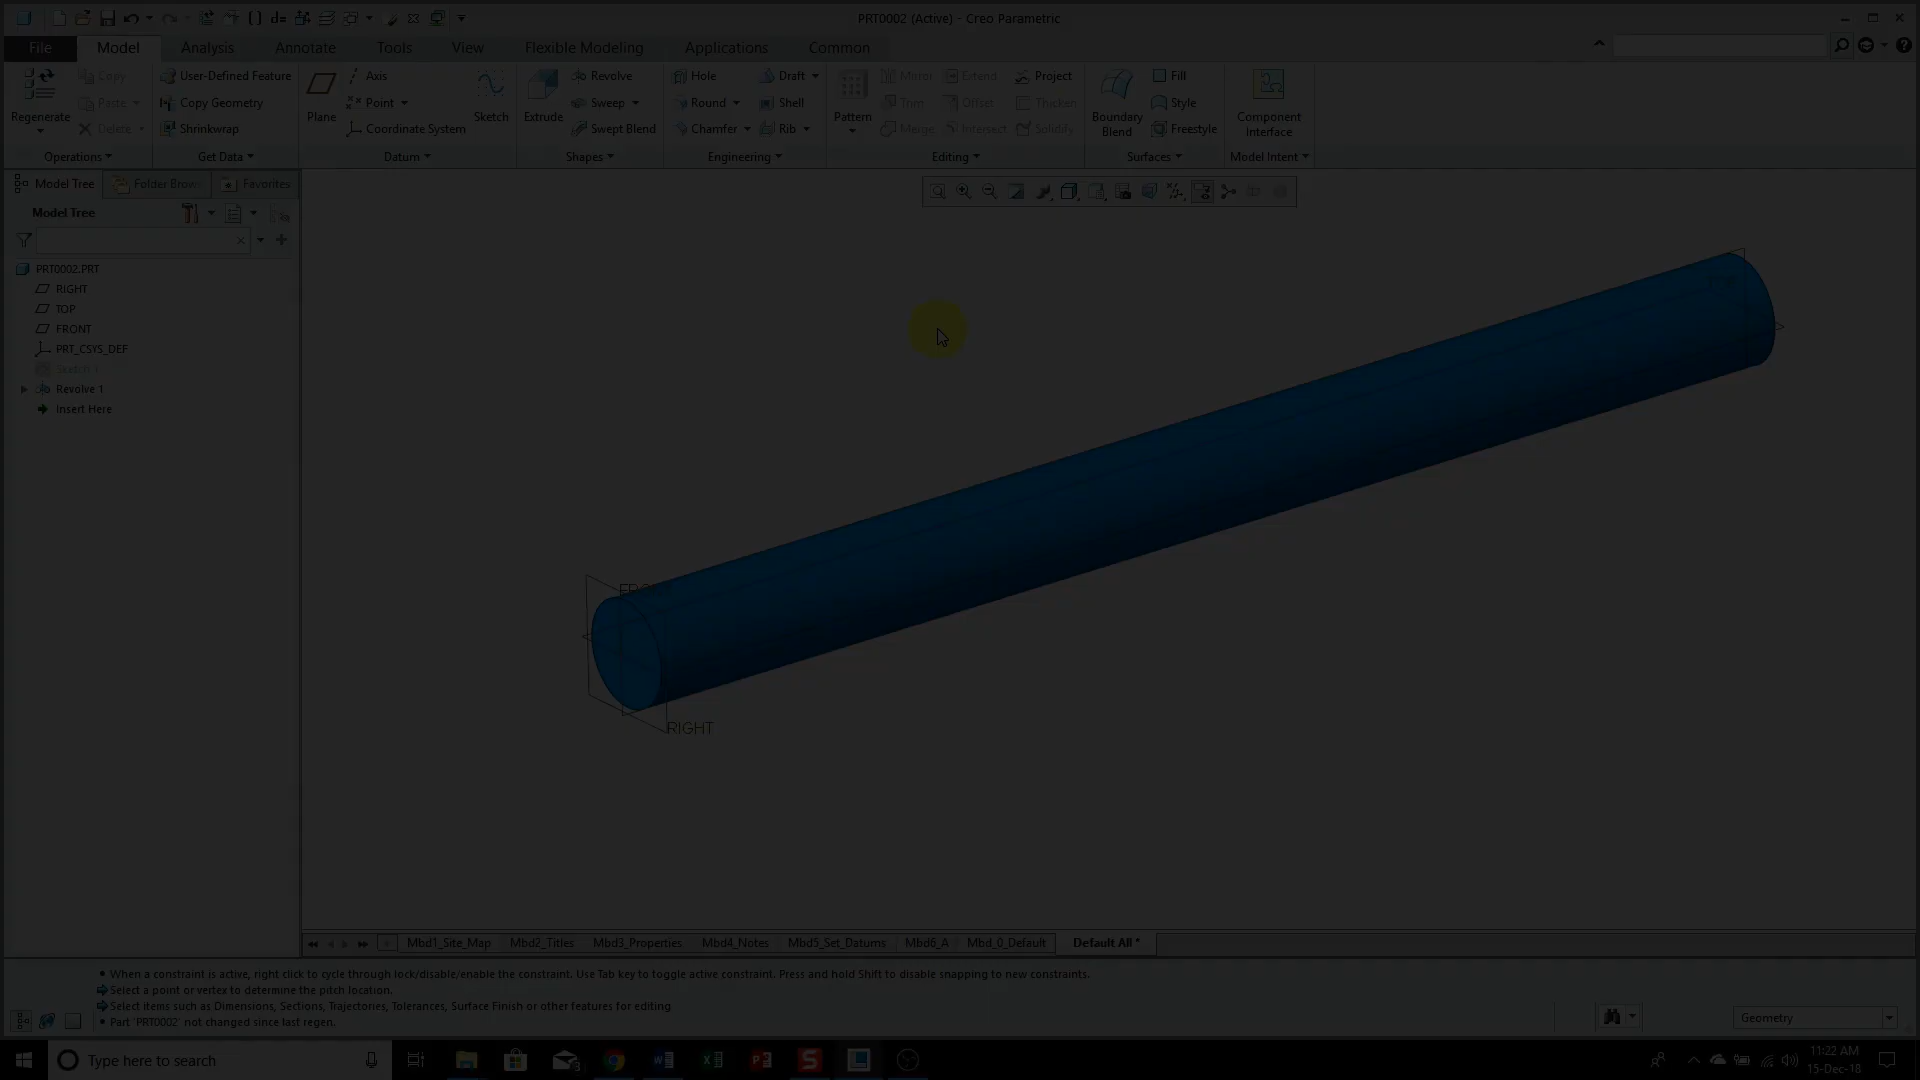 PRT0002 (Active) - Creo Parametric
File Model Analysis Annotate Tools View Flexible Modeling Applications Common
Regenerate
Copy
Paste
Delete
Operations
User-Defined Feature
Copy Geometry
Shrinkwrap
Get Data
Plane
Axis
Point
Coordinate System
Sketch
Datum
Extrude
Revolve
Sweep
Swept Blend
Shapes
Hole
Round
Chamfer
Draft
Shell
Rib
Engineering
Pattern
Mirror
Trim
Merge
Extend
Offset
Intersect
Project
Thicken
Solidify
Editing
Boundary
Blend
Fill
Style
Freestyle
Surfaces
Component
Interface
Model Intent
Model Tree
Folder Brows
Favorites
Model Tree
PRT0002.PRT
RIGHT
TOP
FRONT
PRT_CSYS_DEF
Sketch 1
Revolve 1
Insert Here
RIGHT
Mbd1_Site_Map Mbd2_Titles Mbd3_Properties Mbd4_Notes Mbd5_Set_Datums Mbd6_A Mbd_0_Default Default All *
• When a constraint is active, right click to cycle through lock/disable/enable the constraint. Use Tab key to toggle active constraint. Press and hold Shift to disable snapping to new constraints.
Select a point or vertex to determine the pitch location.
Select items such as Dimensions, Sections, Trajectories, Tolerances, Surface Finish or other features for editing
• Part 'PRT0002' not changed since last regen.
Geometry
Type here to search
11:22 AM
15-Dec-18